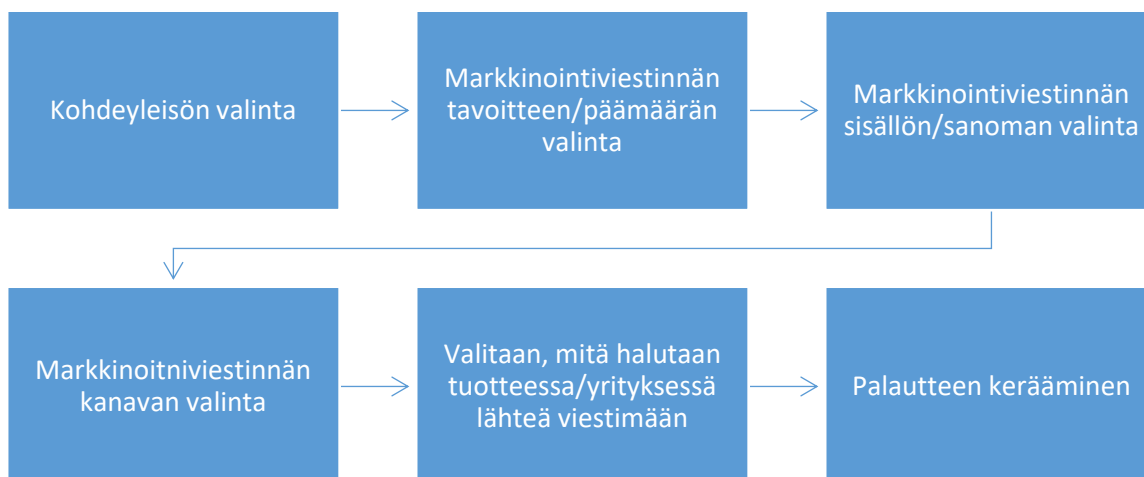 Kohdeyleisön valinta
Markkinointiviestinnän
tavoitteen/päämäärän
valinta
Markkinointiviestinnän
sisällön/sanoman valinta
Markkinoitniviestinnän
kanavan valinta
Valitaan, mitä halutaan
tuotteessa/yrityksessä
lähteä viestimään
Palautteen kerääminen